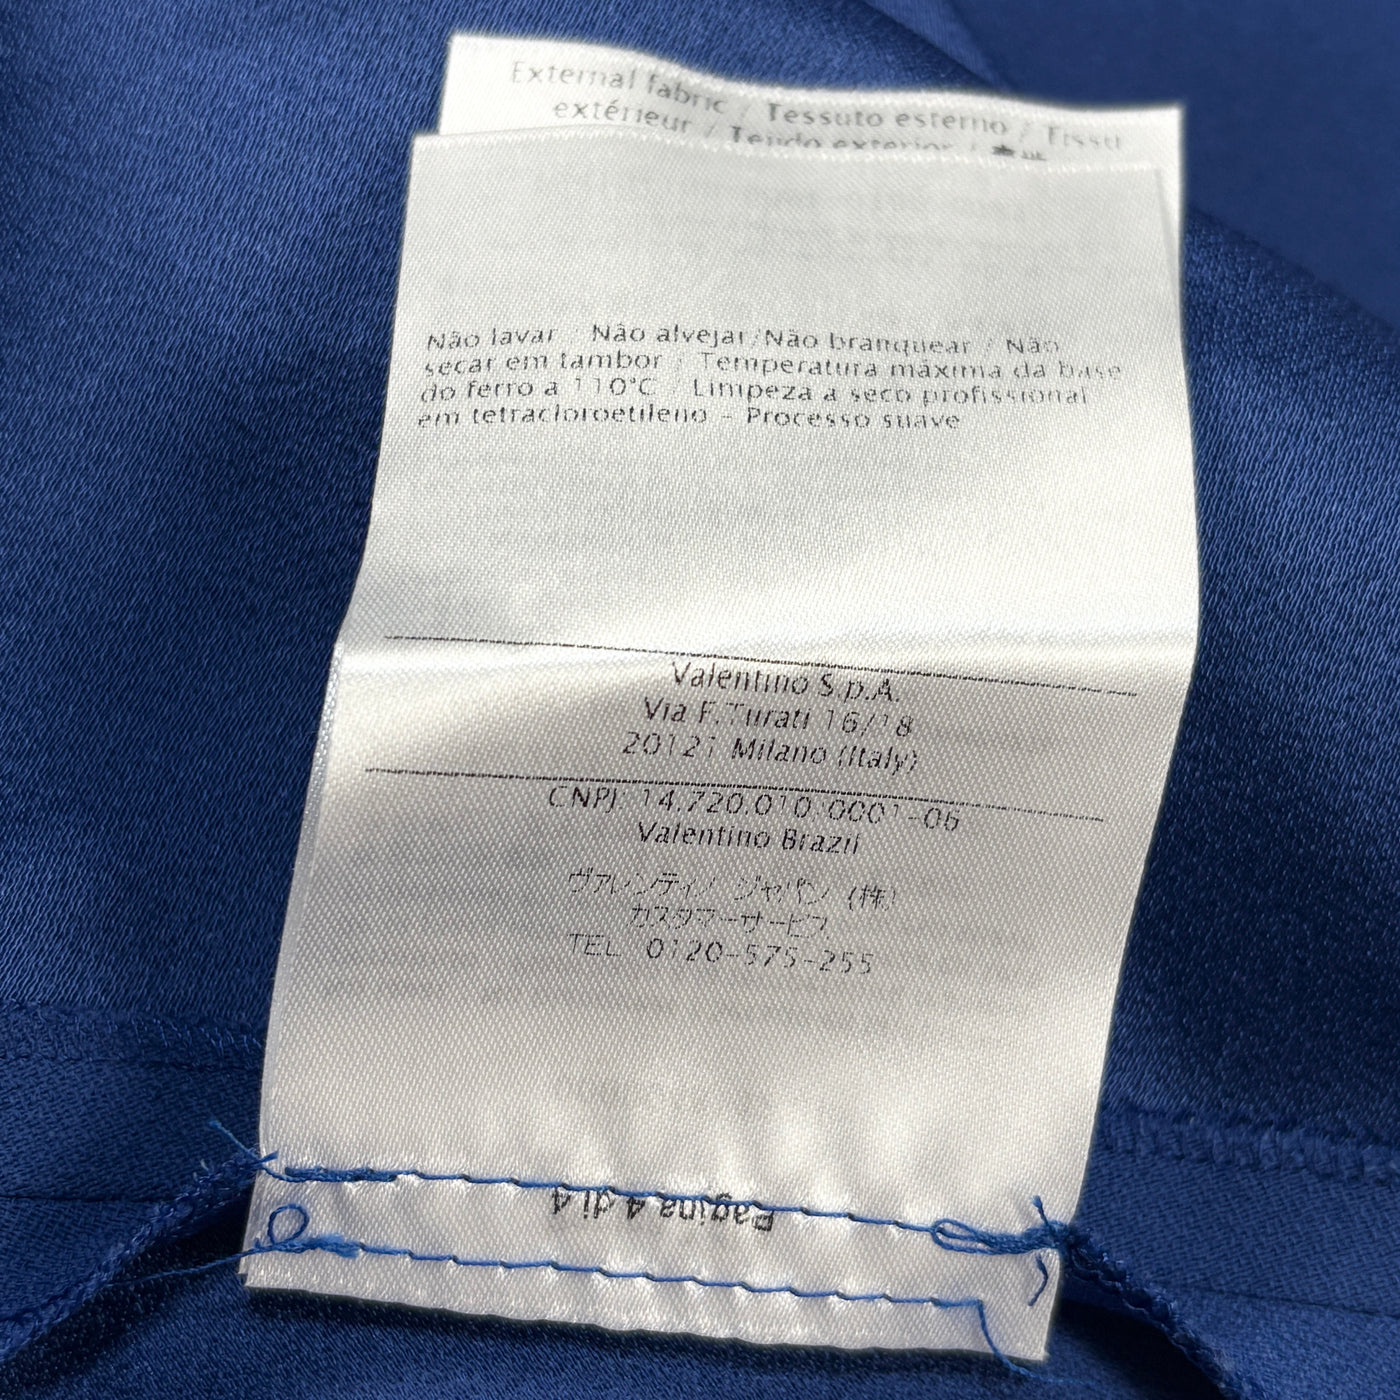 External fabric / Tessuto esterno / Tissu
extérieur / Tejido exterior /
Não lavar / Não alvejar/Não branquear / Não
secar em tambor / Temperatura máxima da base
do ferro a 110°C / Limpeza a seco profissional
em tetracloroetileno - Processo suave
Valentino S.p.A.
Via F.Turati 16/18
20121 Milano (Italy)
CNPJ: 14.720.010/0001-06
Valentino Brazil
ヴァレンティノ ジャパン (株)
カスタマーサービス
TEL 0120-575-255
Pagina 4 di 4